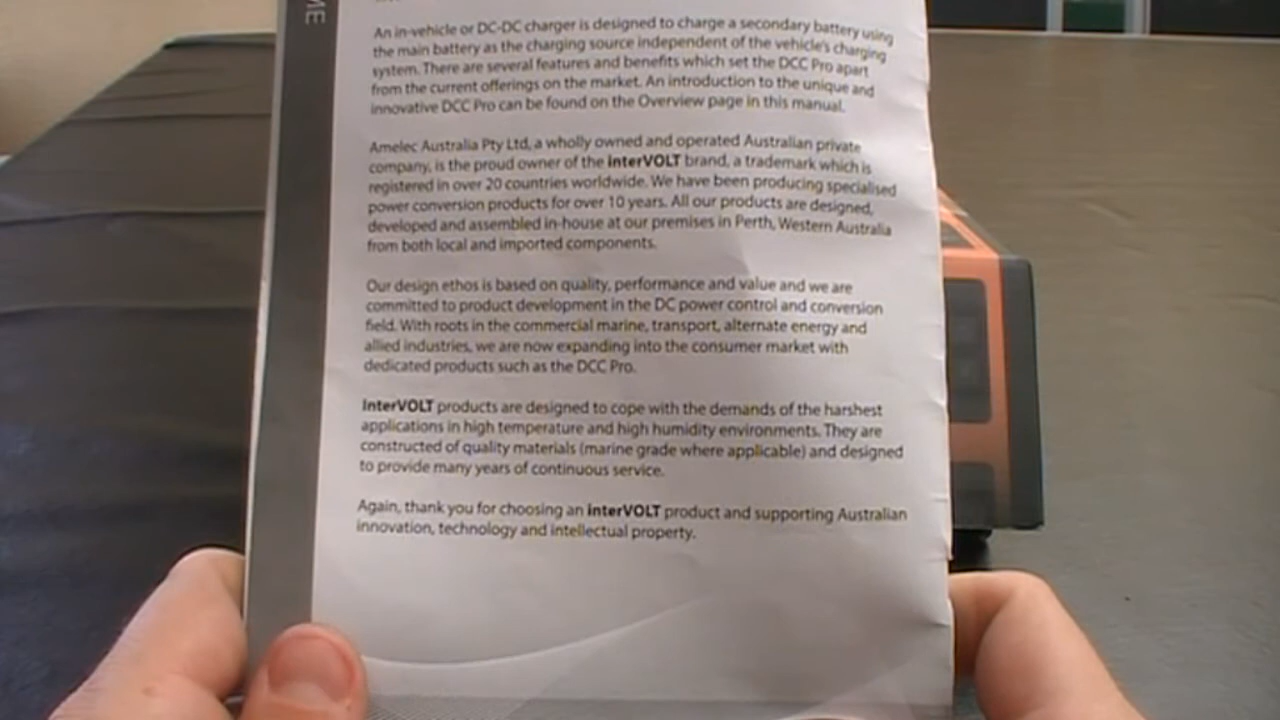 ME
An in-vehicle or DC-DC charger is designed to charge a secondary battery using
the main battery as the charging source independent of the vehicle's charging
system. There are several features and benefits which set the DCC Pro apart
from the current offerings on the market. An introduction to the unique and
innovative DCC Pro can be found on the Overview page in this manual.
Amelec Australia Pty Ltd, a wholly owned and operated Australian private
company, is the proud owner of the interVOLT brand, a trademark which is
registered in over 20 countries worldwide. We have been producing specialised
power conversion products for over 10 years. All our products are designed,
developed and assembled in-house at our premises in Perth, Western Australia
from both local and imported components.
Our design ethos is based on quality, performance and value and we are
committed to product development in the DC power control and conversion
field. With roots in the commercial marine, transport, alternate energy and
allied industries, we are now expanding into the consumer market with
dedicated products such as the DCC Pro.
interVOLT products are designed to cope with the demands of the harshest
applications in high temperature and high humidity environments. They are
constructed of quality materials (marine grade where applicable) and designed
to provide many years of continuous service.
Again, thank you for choosing an interVOLT product and supporting Australian
innovation, technology and intellectual property.